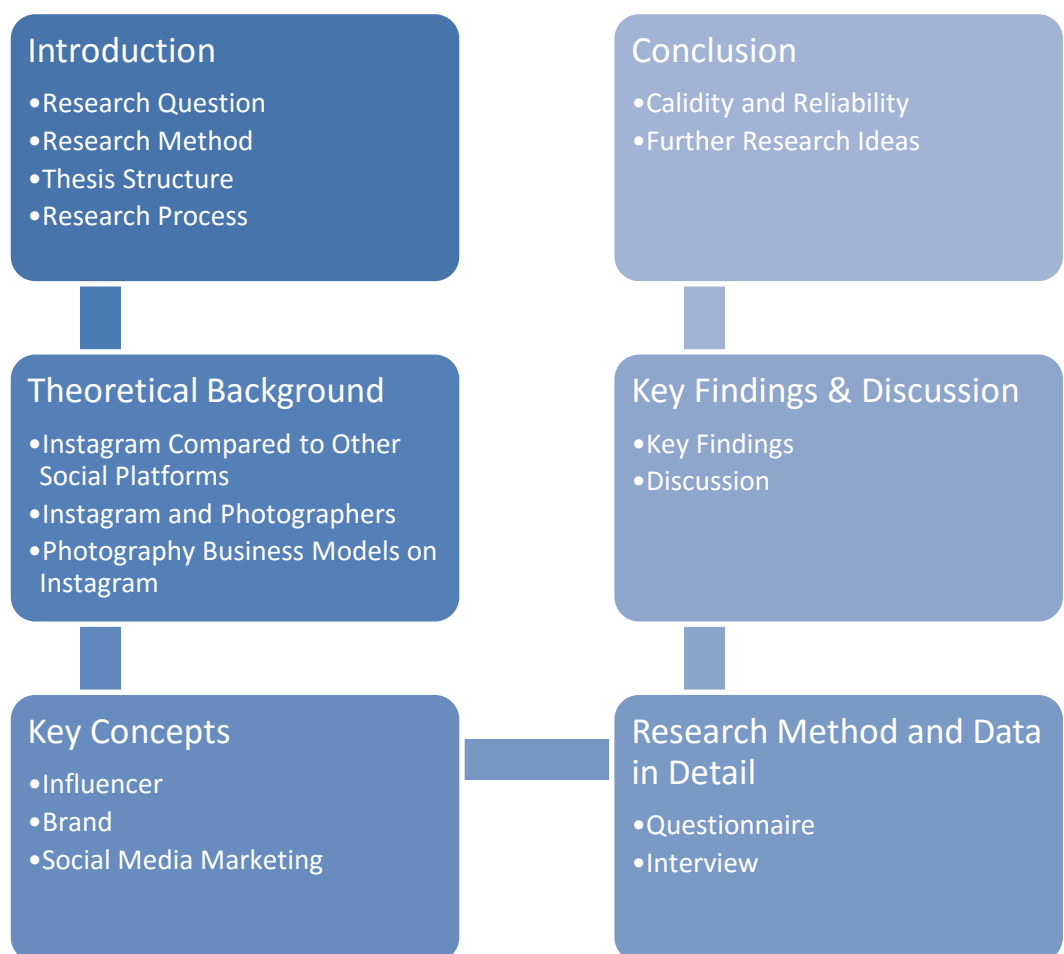 Introduction
•Research Question
•Research Method
•Thesis Structure
•Research Process
Theoretical Background
•Instagram Compared to Other
Social Platforms
•Instagram and Photographers
•Photography Business Models on
Instagram
Key Concepts
•Influencer
•Brand
•Social Media Marketing
Research Method and Data
in Detail
•Questionnaire
•Interview
Key Findings & Discussion
•Key Findings
•Discussion
Conclusion
•Calidity and Reliability
•Further Research Ideas